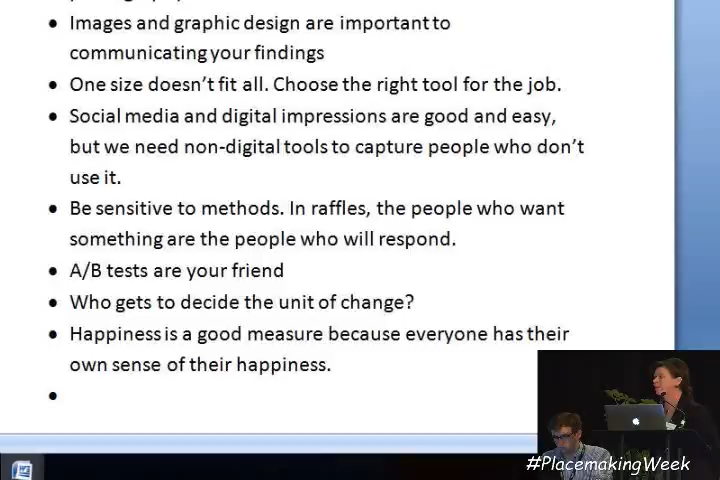 Images and graphic design are important to
communicating your findings
One size doesn't fit all. Choose the right tool for the job.
Social media and digital impressions are good and easy,
but we need non-digital tools to capture people who don't
use it.
Be sensitive to methods. In raffles, the people who want
something are the people who will respond.
A/B tests are your friend
Who gets to decide the unit of change?
Happiness is a good measure because everyone has their
own sense of their happiness.
#PlacemakingWeek